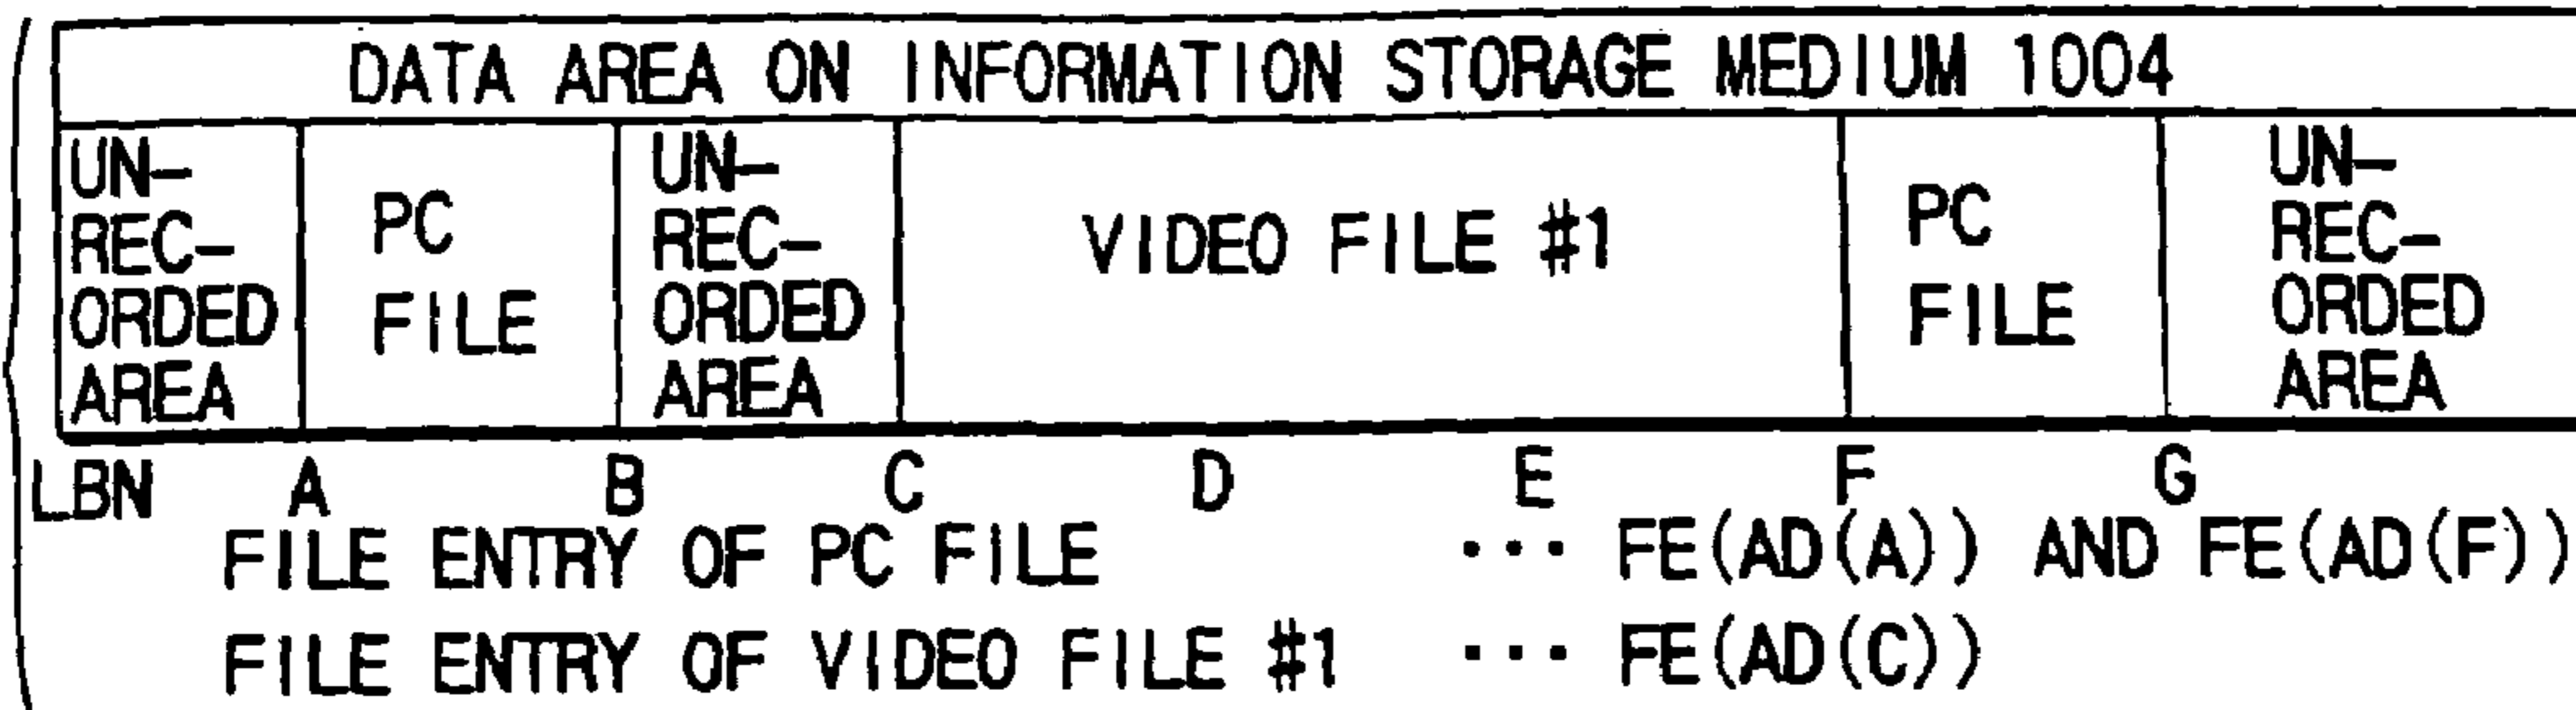 DATA AREA ON INFORMATION STORAGE MEDIUM 1004
UN-
REC-
ORDED
AREA
PC
FILE
UN-
REC-
ORDED
AREA
VIDEO FILE #1
PC
FILE
UN-
REC-
ORDED
AREA
LBN A B C D E F G
FILE ENTRY OF PC FILE ... FE(AD(A)) AND FE(AD(F))
FILE ENTRY OF VIDEO FILE #1 ... FE(AD(C))